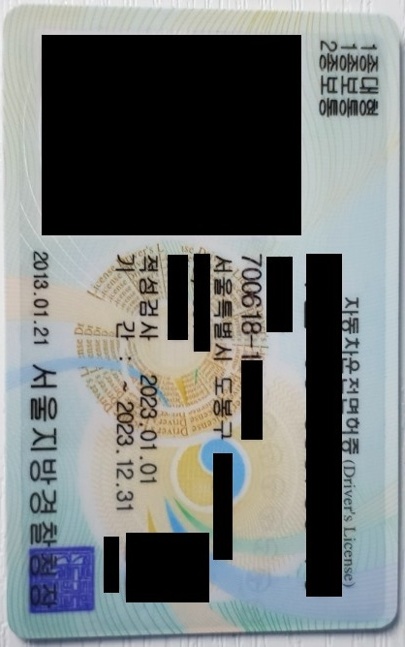 1종대형
1종보통
2종보통
자동차운전면허증 (Driver's License)
700618-1
서울특별시 도봉구
적성검사 2023.01.01
기 간 : ~ 2023.12.31
2013.01.21 서울지방경찰청장